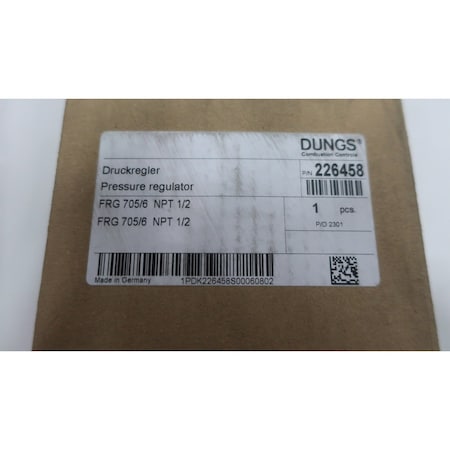 DUNGS®
Combustion Controls
Druckregler
Pressure regulator
P/N 226458
FRG 705/6 NPT 1/2
FRG 705/6 NPT 1/2
1 pcs.
P/D 2301
Made in Germany
1PDK226458S00060802